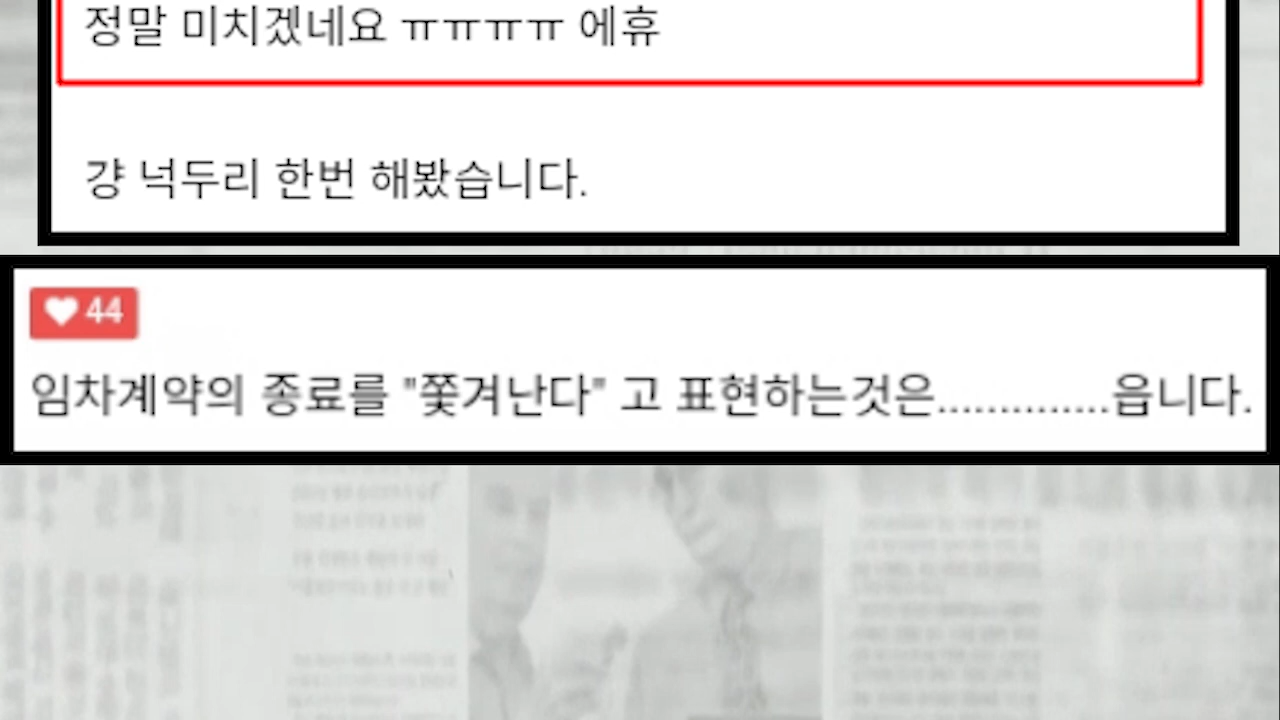 정말 미치겠네요 ㅠㅠㅠㅠ 에휴
걍 넉두리 한번 해봤습니다.
44
임차계약의 종료를 "쫓겨난다" 고 표현하는것은..............읍니다.